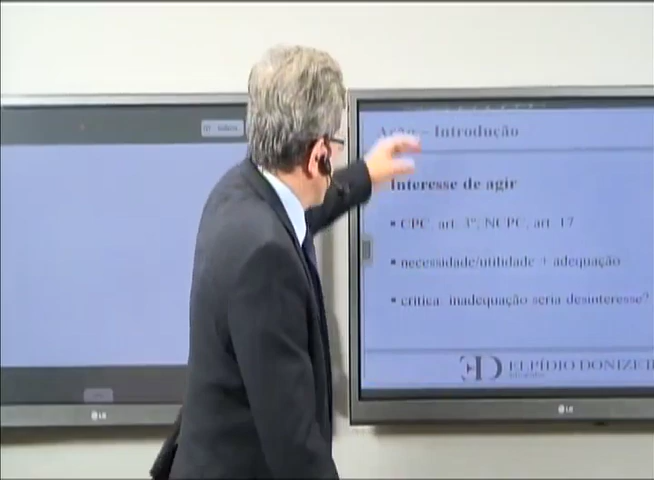 Ação – Introdução
Interesse de agir
▪CPC, art. 3º, NCPC, art. 17
▪necessidade/utilidade + adequação
▪crítica: inadequação seria desinteresse?
ED ELPÍDIO DONIZET
LG
LG